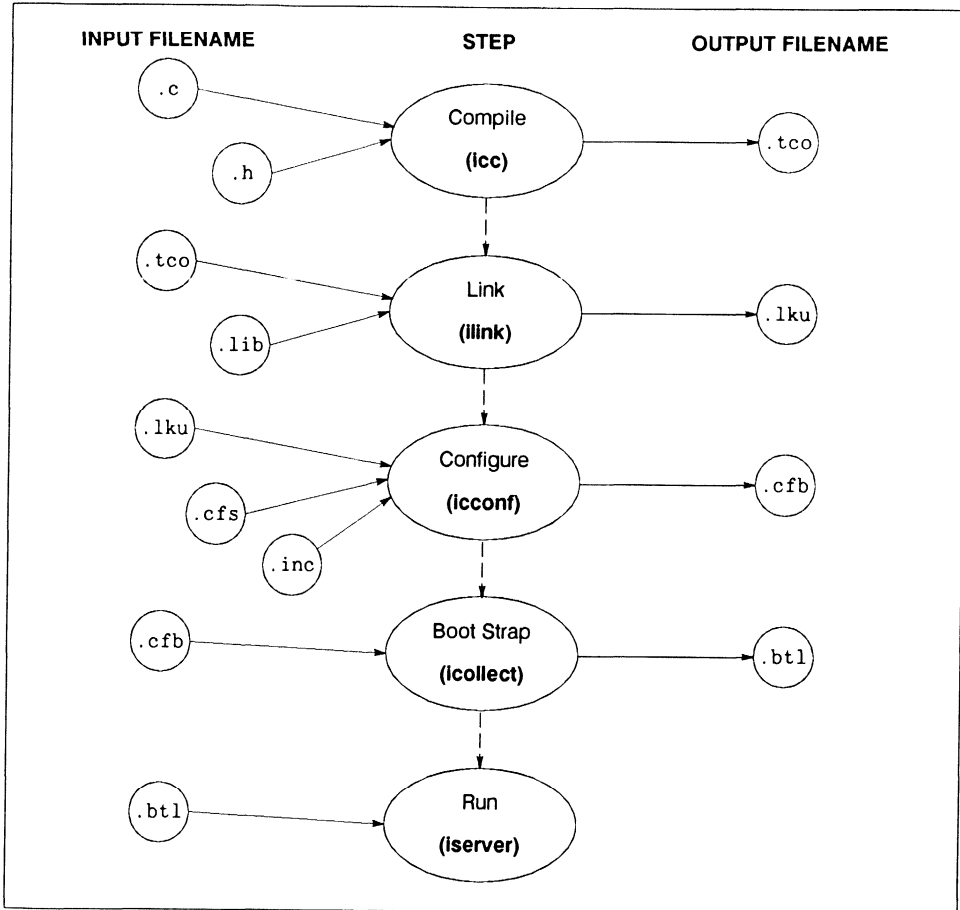 INPUT FILENAME STEP OUTPUT FILENAME
.c
Compile
(icc)
.tco
.h
.tco
Link
(ilink)
.lku
.lib
.lku
Configure
(icconf)
.cfb
.cfs
.inc
.cfb
Boot Strap
(icollect)
.btl
.btl
Run
(iserver)